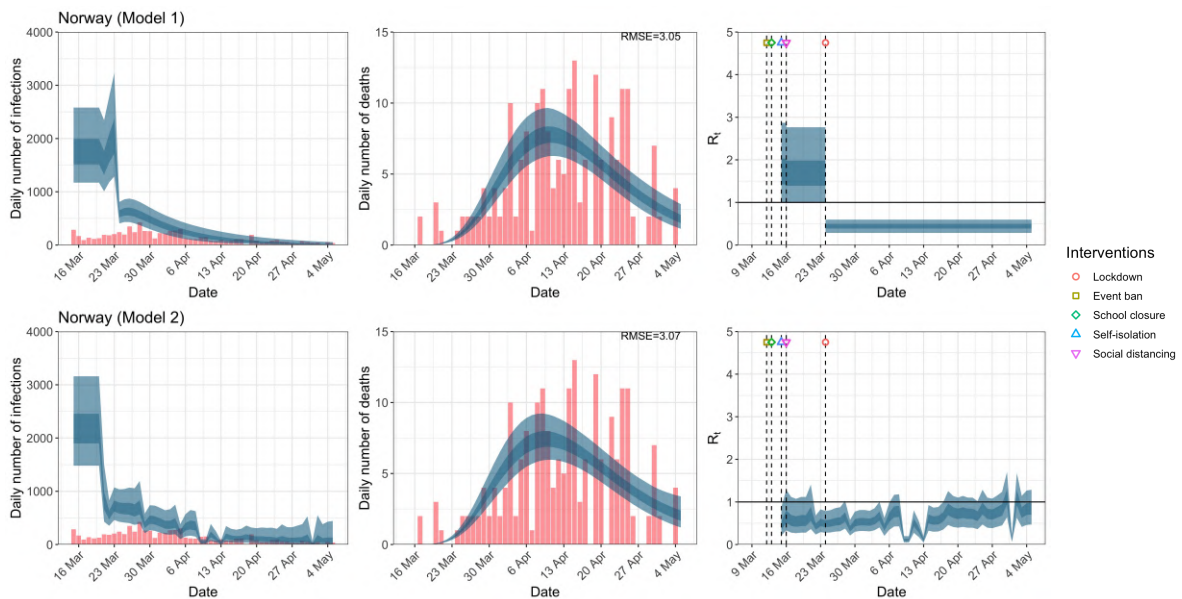 Norway (Model 1)
Daily number of infections
4000
3000
2000
1000
0
16 Mar
23 Mar
30 Mar
6 Apr
13 Apr
20 Apr
27 Apr
4 May
Date
Daily number of deaths
15
10
5
0
RMSE=3.05
16 Mar
23 Mar
30 Mar
6 Apr
13 Apr
20 Apr
27 Apr
4 May
Date
Rt
5
4
3
2
1
0
9 Mar
16 Mar
23 Mar
30 Mar
6 Apr
13 Apr
20 Apr
27 Apr
4 May
Date
Norway (Model 2)
Daily number of infections
4000
3000
2000
1000
0
16 Mar
23 Mar
30 Mar
6 Apr
13 Apr
20 Apr
27 Apr
4 May
Date
Daily number of deaths
15
10
5
0
RMSE=3.07
16 Mar
23 Mar
30 Mar
6 Apr
13 Apr
20 Apr
27 Apr
4 May
Date
Rt
5
4
3
2
1
0
9 Mar
16 Mar
23 Mar
30 Mar
6 Apr
13 Apr
20 Apr
27 Apr
4 May
Date
Interventions
Lockdown
Event ban
School closure
Self-isolation
Social distancing